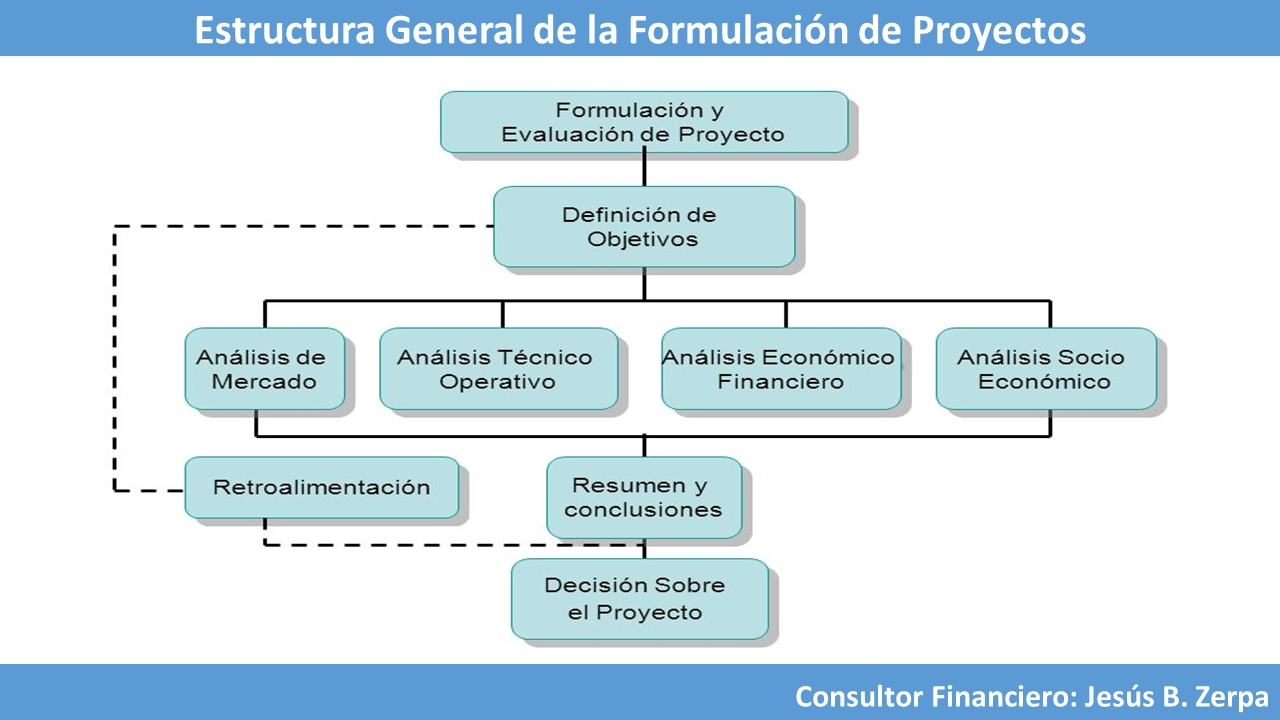 Estructura General de la Formulación de Proyectos
Formulación y
Evaluación de Proyecto
Definición de
Objetivos
Análisis de
Mercado
Análisis Técnico
Operativo
Análisis Económico
Financiero
Análisis Socio
Económico
Retroalimentación
Resumen y
conclusiones
Decisión Sobre
el Proyecto
Consultor Financiero: Jesús B. Zerpa